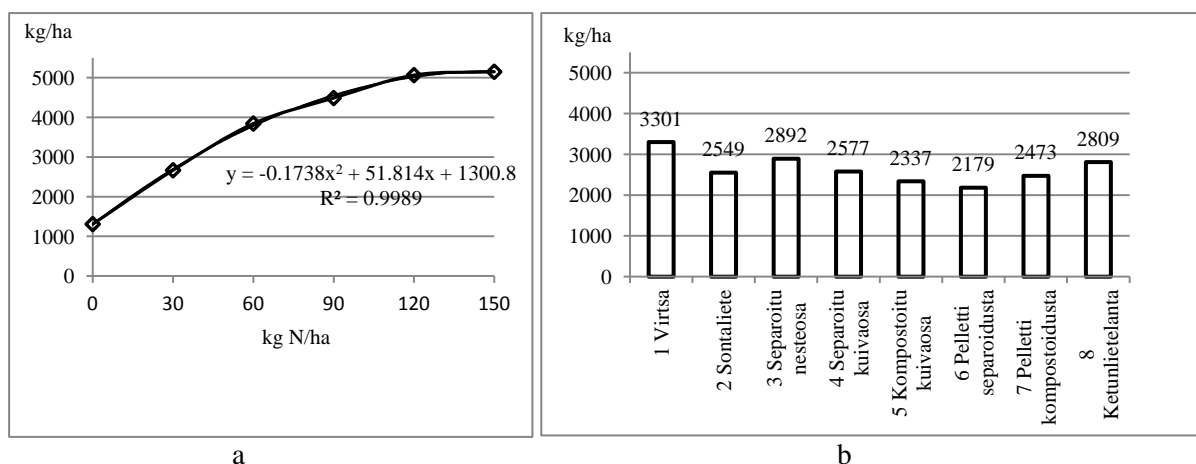 kg/ha
5000
4000
3000
2000
1000
0
y = -0.1738x² + 51.814x + 1300.8
R² = 0.9989
0 30 60 90 120 150
kg N/ha
a
kg/ha
5000
4000
3000
2000
1000
0
3301 2549 2892 2577 2337 2179 2473 2809
1 Virtsa
2 Sontaliete
3 Separoitu
nesteosa
4 Separoitu
kuivaosa
5 Kompostoitu
kuivaosa
6 Pelletti
separoidusta
7 Pelletti
kompostoidusta
8
Ketunlietelanta
b